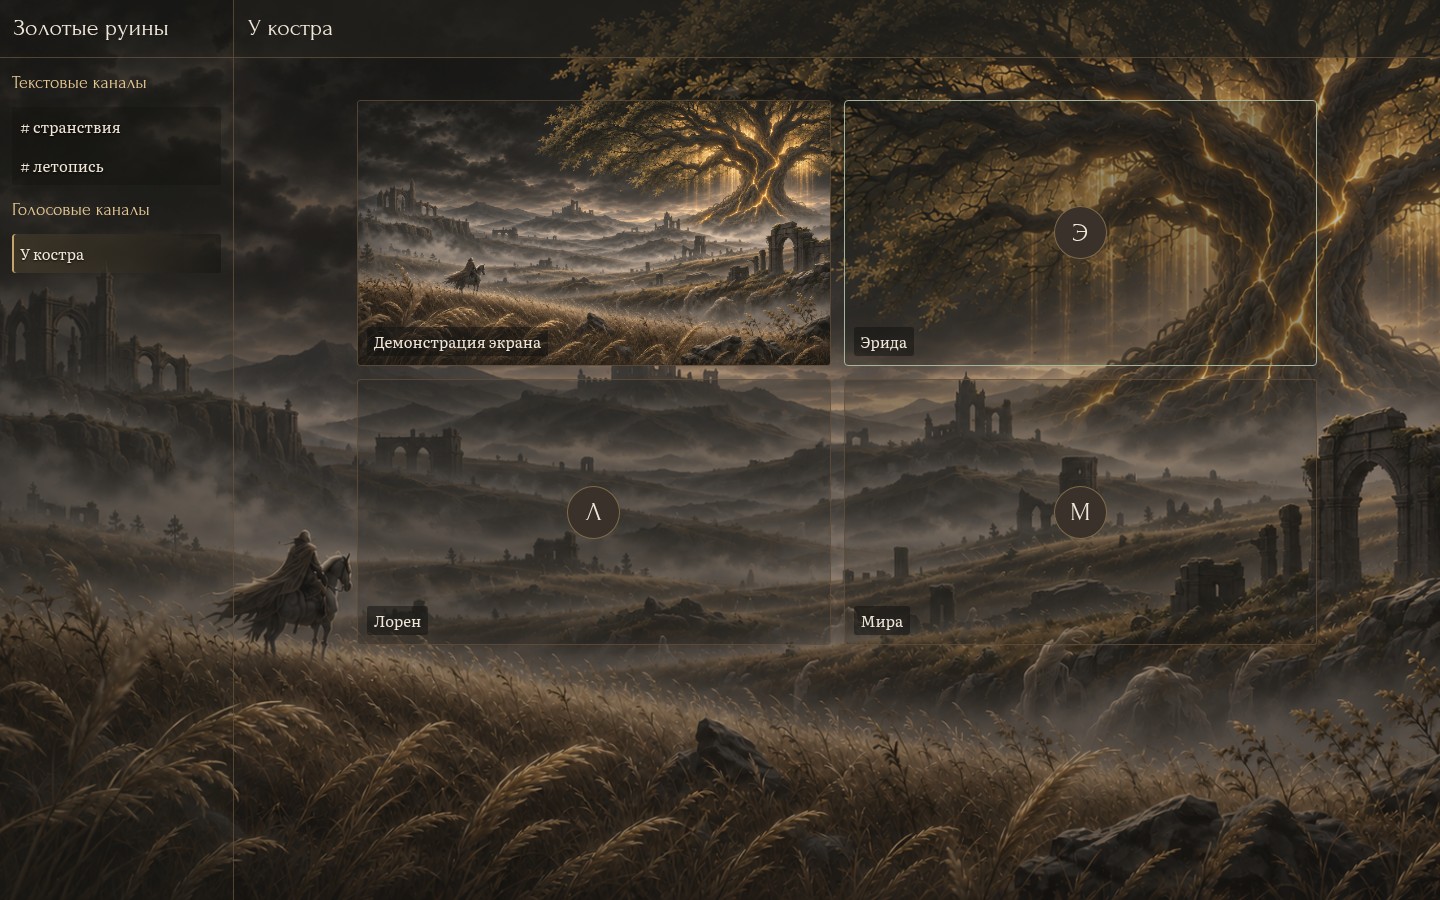 Золотые руины
У костра
Текстовые каналы
# странствия
# летопись
Голосовые каналы
У костра
Демонстрация экрана
Э
Эрида
Л
Лорен
М
Мира